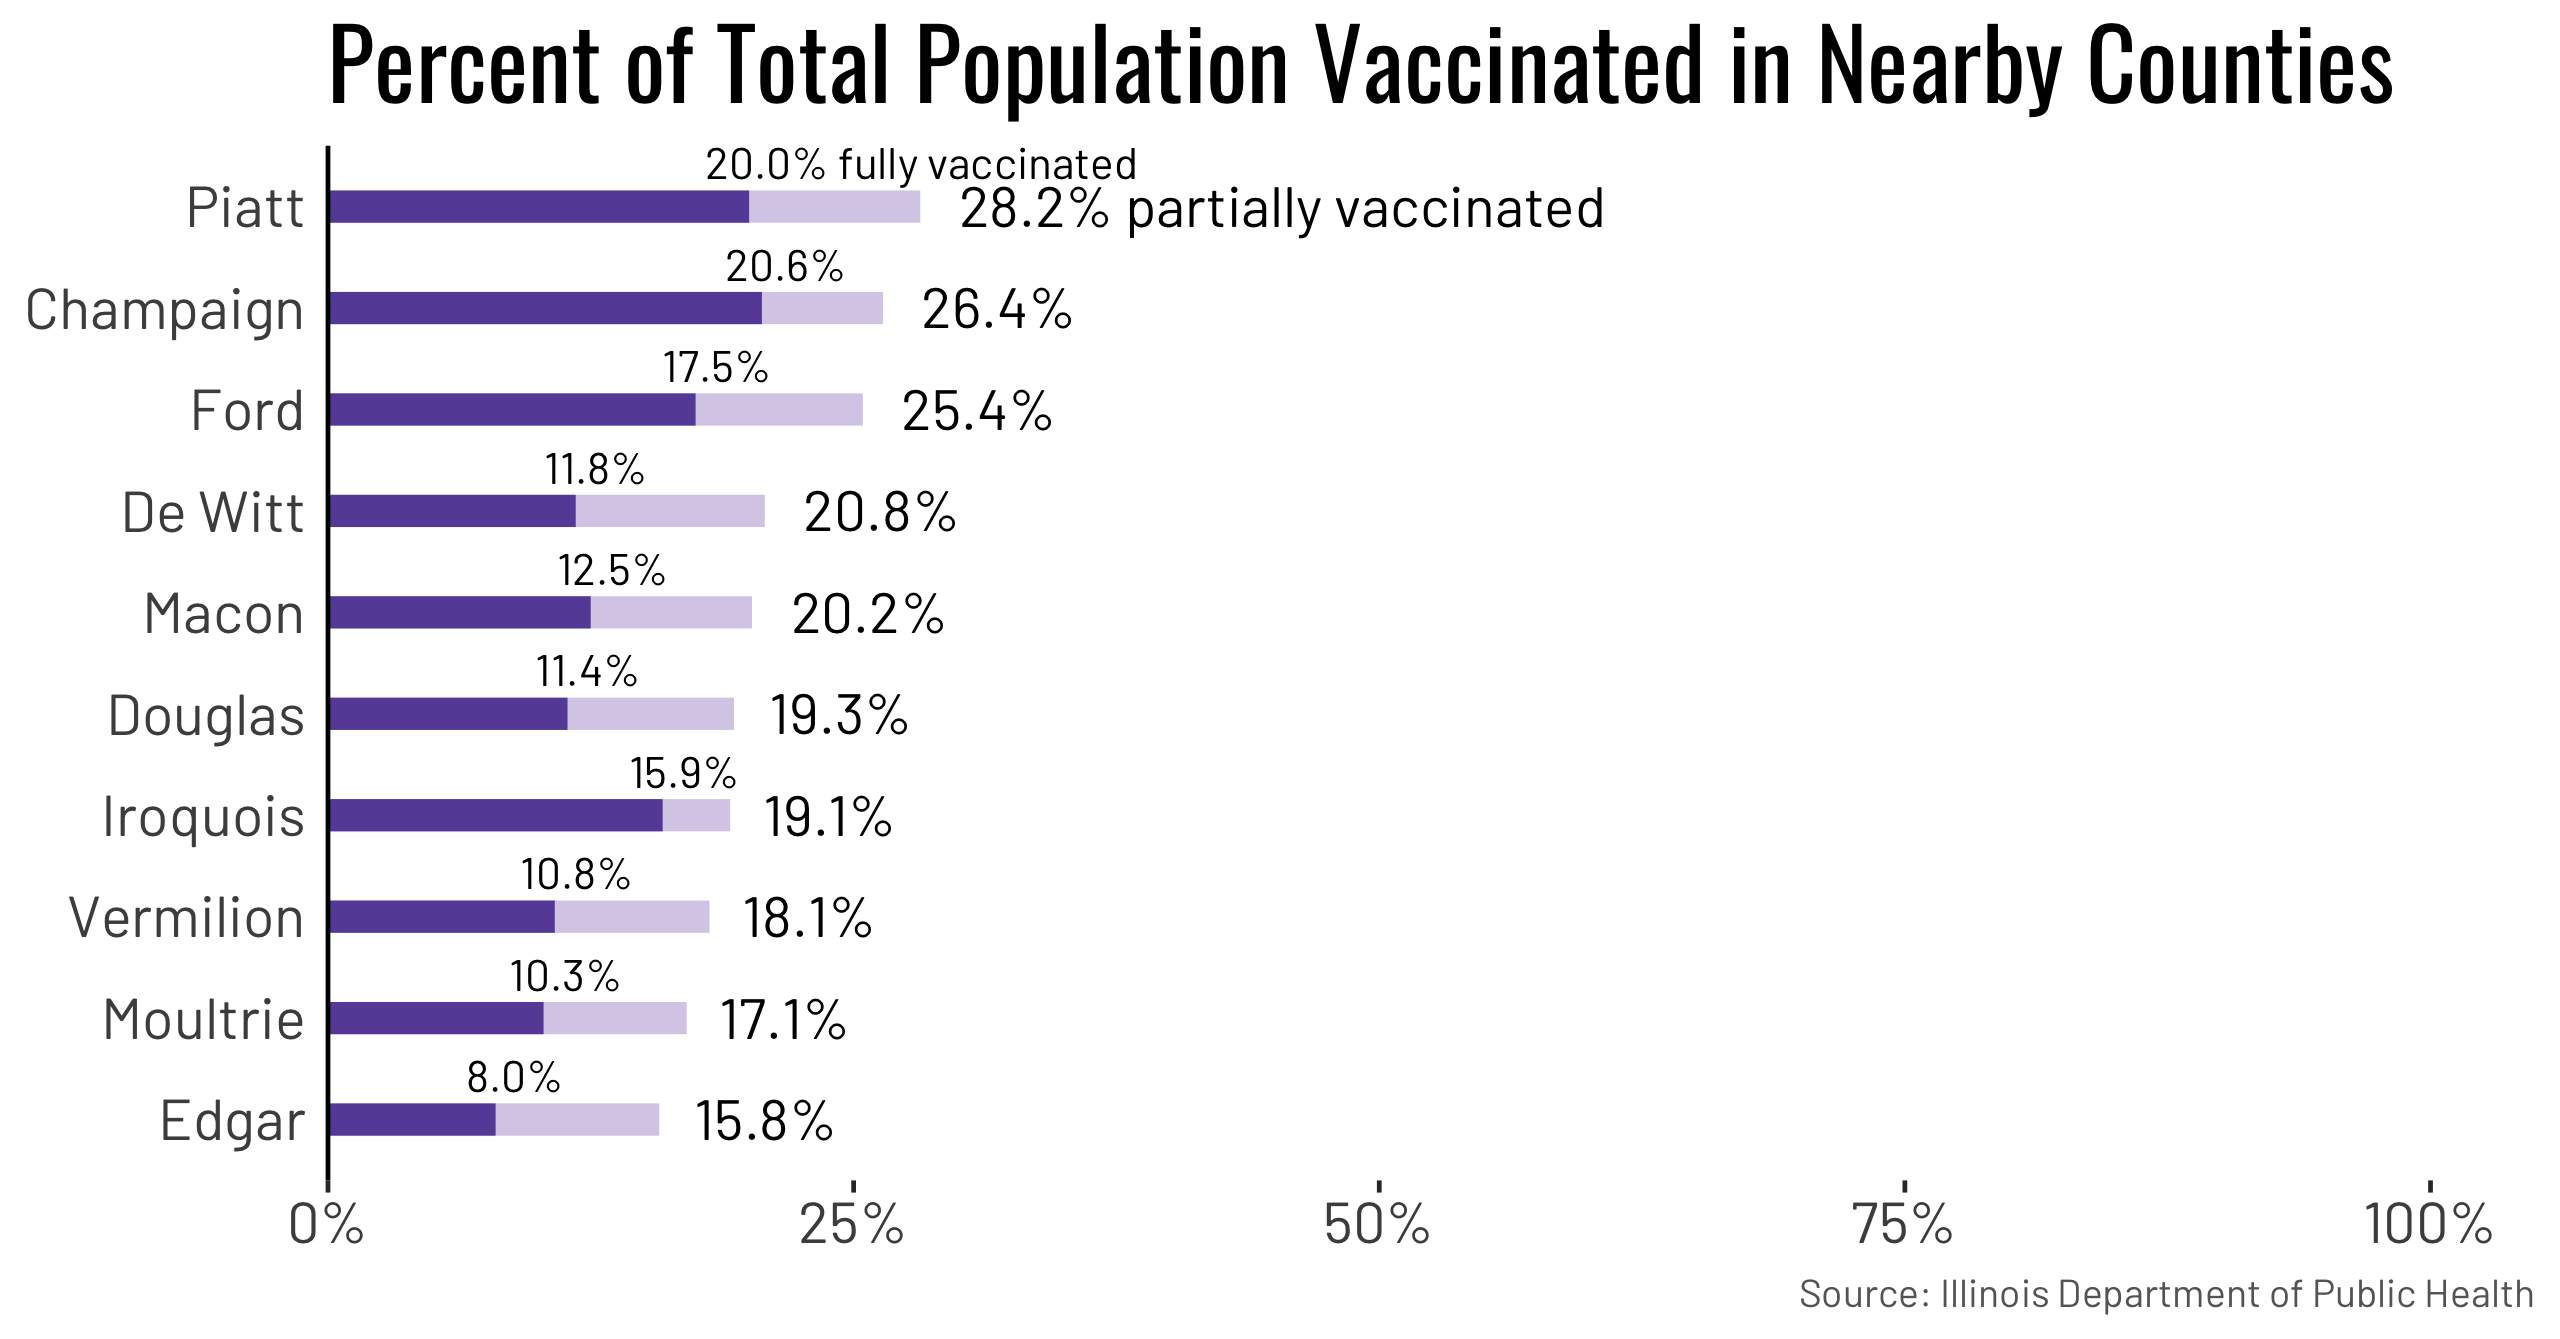 Percent of Total Population Vaccinated in Nearby Counties
20.0% fully vaccinated
Piatt 28.2% partially vaccinated
20.6%
Champaign 26.4%
17.5%
Ford 25.4%
11.8%
De Witt 20.8%
12.5%
Macon 20.2%
11.4%
Douglas 19.3%
15.9%
Iroquois 19.1%
10.8%
Vermilion 18.1%
10.3%
Moultrie 17.1%
8.0%
Edgar 15.8%
0% 25% 50% 75% 100%
Source: Illinois Department of Public Health